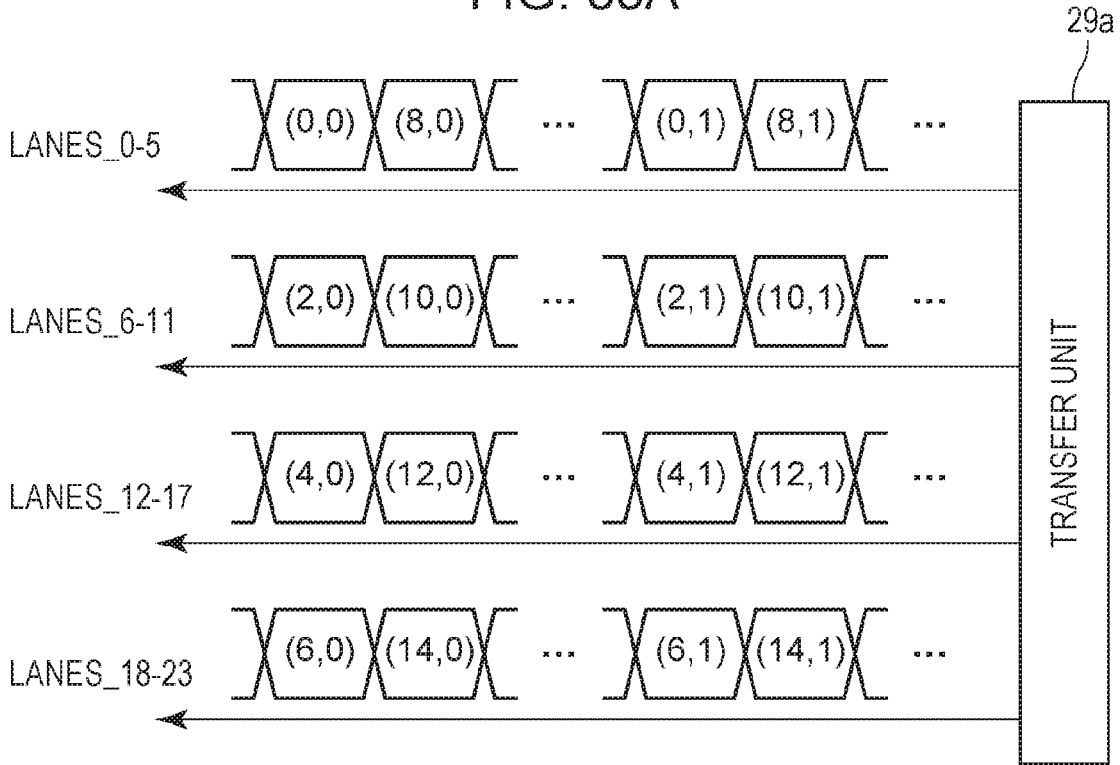 29a
LANES_0-5
(0,0) (8,0) ... (0,1) (8,1) ...
LANES_6-11
(2,0) (10,0) ... (2,1) (10,1) ...
LANES_12-17
(4,0) (12,0) ... (4,1) (12,1) ...
LANES_18-23
(6,0) (14,0) ... (6,1) (14,1) ...
TRANSFER UNIT